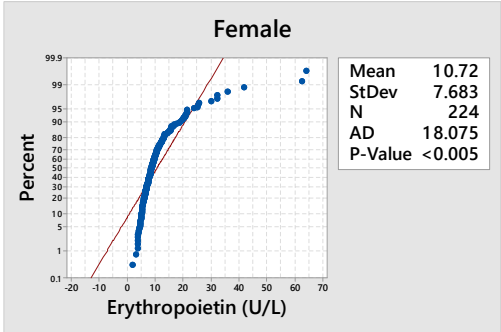 Female
99.9
99
95
90
80
70
60
50
40
30
20
10
5
1
0.1
Percent
-20 -10 0 10 20 30 40 50 60 70
Erythropoietin (U/L)
Mean 10.72
StDev 7.683
N 224
AD 18.075
P-Value <0.005